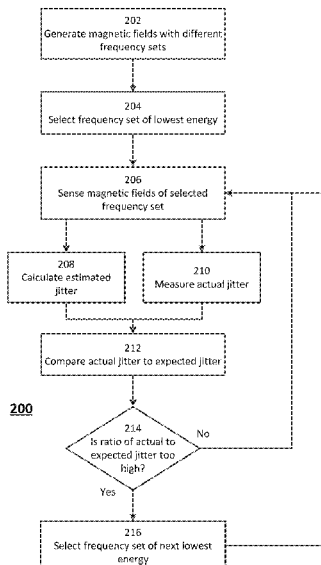 202
Generate magnetic fields with different
frequency sets
204
Select frequency set of lowest energy
206
Sense magnetic fields of selected
frequency set
208
Calculate estimated
jitter
210
Measure actual jitter
212
Compare actual jitter to expected jitter
200
214
Is ratio of actual to
expected jitter too
high?
No
Yes
216
Select frequency set of next lowest
energy